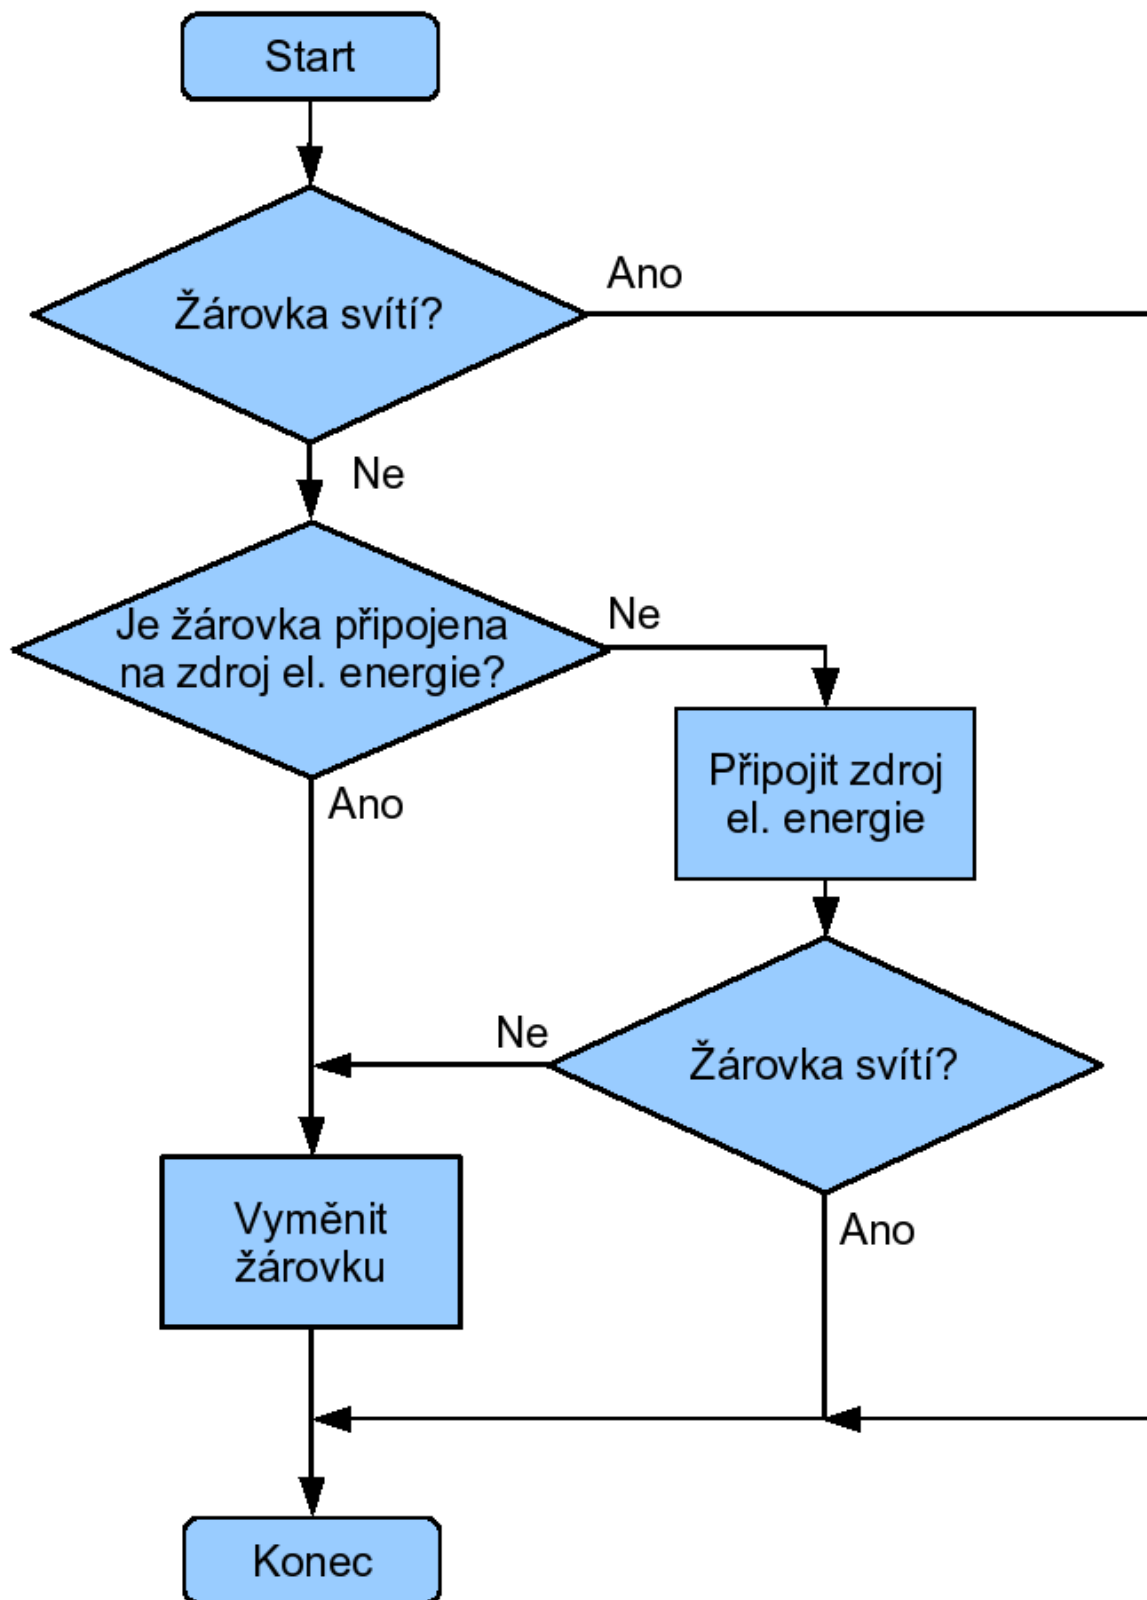 Start
Ano
Žárovka svítí?
Ne
Je žárovka připojena
na zdroj el. energie?
Ne
Ano
Připojit zdroj
el. energie
Ne
Žárovka svítí?
Vyměnit
žárovku
Ano
Konec